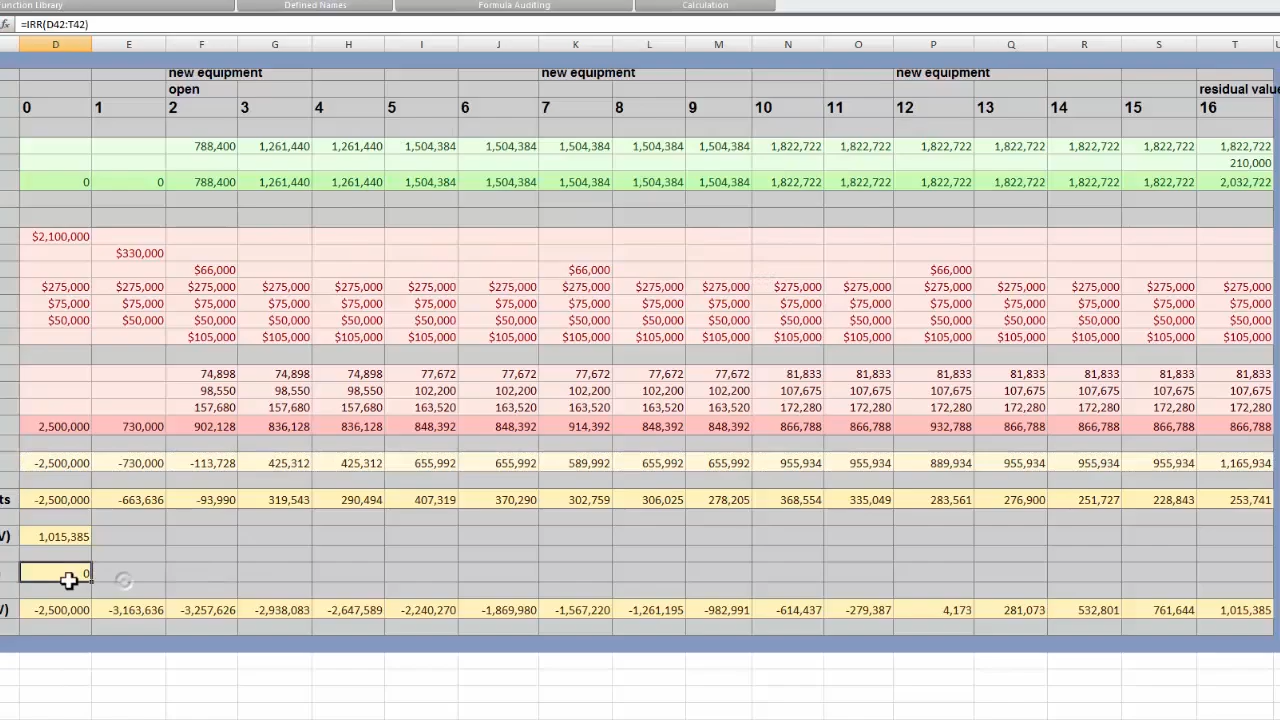 unction Library Defined Names Formula Auditing Calculation
fx =IRR(D42:T42)
D E F G H I J K L M N O P Q R S T
new equipment new equipment new equipment
open residual value
0 1 2 3 4 5 6 7 8 9 10 11 12 13 14 15 16
788,400 1,261,440 1,261,440 1,504,384 1,504,384 1,504,384 1,504,384 1,504,384 1,822,722 1,822,722 1,822,722 1,822,722 1,822,722 1,822,722 1,822,722
210,000
0 0 788,400 1,261,440 1,261,440 1,504,384 1,504,384 1,504,384 1,504,384 1,504,384 1,822,722 1,822,722 1,822,722 1,822,722 1,822,722 1,822,722 2,032,722
$2,100,000
$330,000
$66,000 $66,000 $66,000
$275,000 $275,000 $275,000 $275,000 $275,000 $275,000 $275,000 $275,000 $275,000 $275,000 $275,000 $275,000 $275,000 $275,000 $275,000 $275,000 $275,000
$75,000 $75,000 $75,000 $75,000 $75,000 $75,000 $75,000 $75,000 $75,000 $75,000 $75,000 $75,000 $75,000 $75,000 $75,000 $75,000 $75,000
$50,000 $50,000 $50,000 $50,000 $50,000 $50,000 $50,000 $50,000 $50,000 $50,000 $50,000 $50,000 $50,000 $50,000 $50,000 $50,000 $50,000
$105,000 $105,000 $105,000 $105,000 $105,000 $105,000 $105,000 $105,000 $105,000 $105,000 $105,000 $105,000 $105,000 $105,000 $105,000
74,898 74,898 74,898 77,672 77,672 77,672 77,672 77,672 81,833 81,833 81,833 81,833 81,833 81,833 81,833
98,550 98,550 98,550 102,200 102,200 102,200 102,200 102,200 107,675 107,675 107,675 107,675 107,675 107,675 107,675
157,680 157,680 157,680 163,520 163,520 163,520 163,520 163,520 172,280 172,280 172,280 172,280 172,280 172,280 172,280
2,500,000 730,000 902,128 836,128 836,128 848,392 848,392 914,392 848,392 848,392 866,788 866,788 932,788 866,788 866,788 866,788 866,788
-2,500,000 -730,000 -113,728 425,312 425,312 655,992 655,992 589,992 655,992 655,992 955,934 955,934 889,934 955,934 955,934 955,934 1,165,934
ts -2,500,000 -663,636 -93,990 319,543 290,494 407,319 370,290 302,759 306,025 278,205 368,554 335,049 283,561 276,900 251,727 228,843 253,741
V) 1,015,385
0
V) -2,500,000 -3,163,636 -3,257,626 -2,938,083 -2,647,589 -2,240,270 -1,869,980 -1,567,220 -1,261,195 -982,991 -614,437 -279,387 4,173 281,073 532,801 761,644 1,015,385